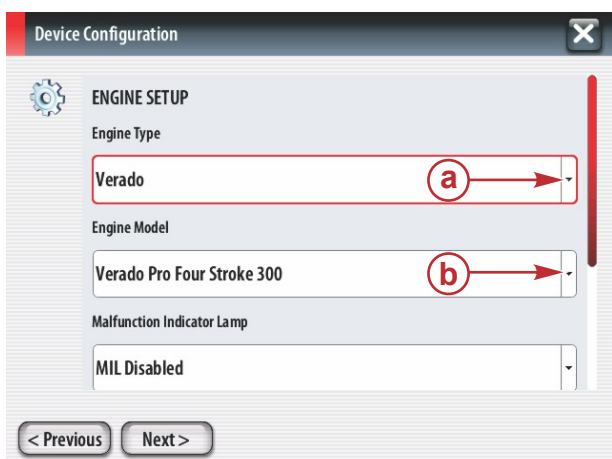 Device Configuration
ENGINE SETUP
Engine Type
Verado
a
Engine Model
Verado Pro Four Stroke 300
b
Malfunction Indicator Lamp
MIL Disabled
< Previous
Next >